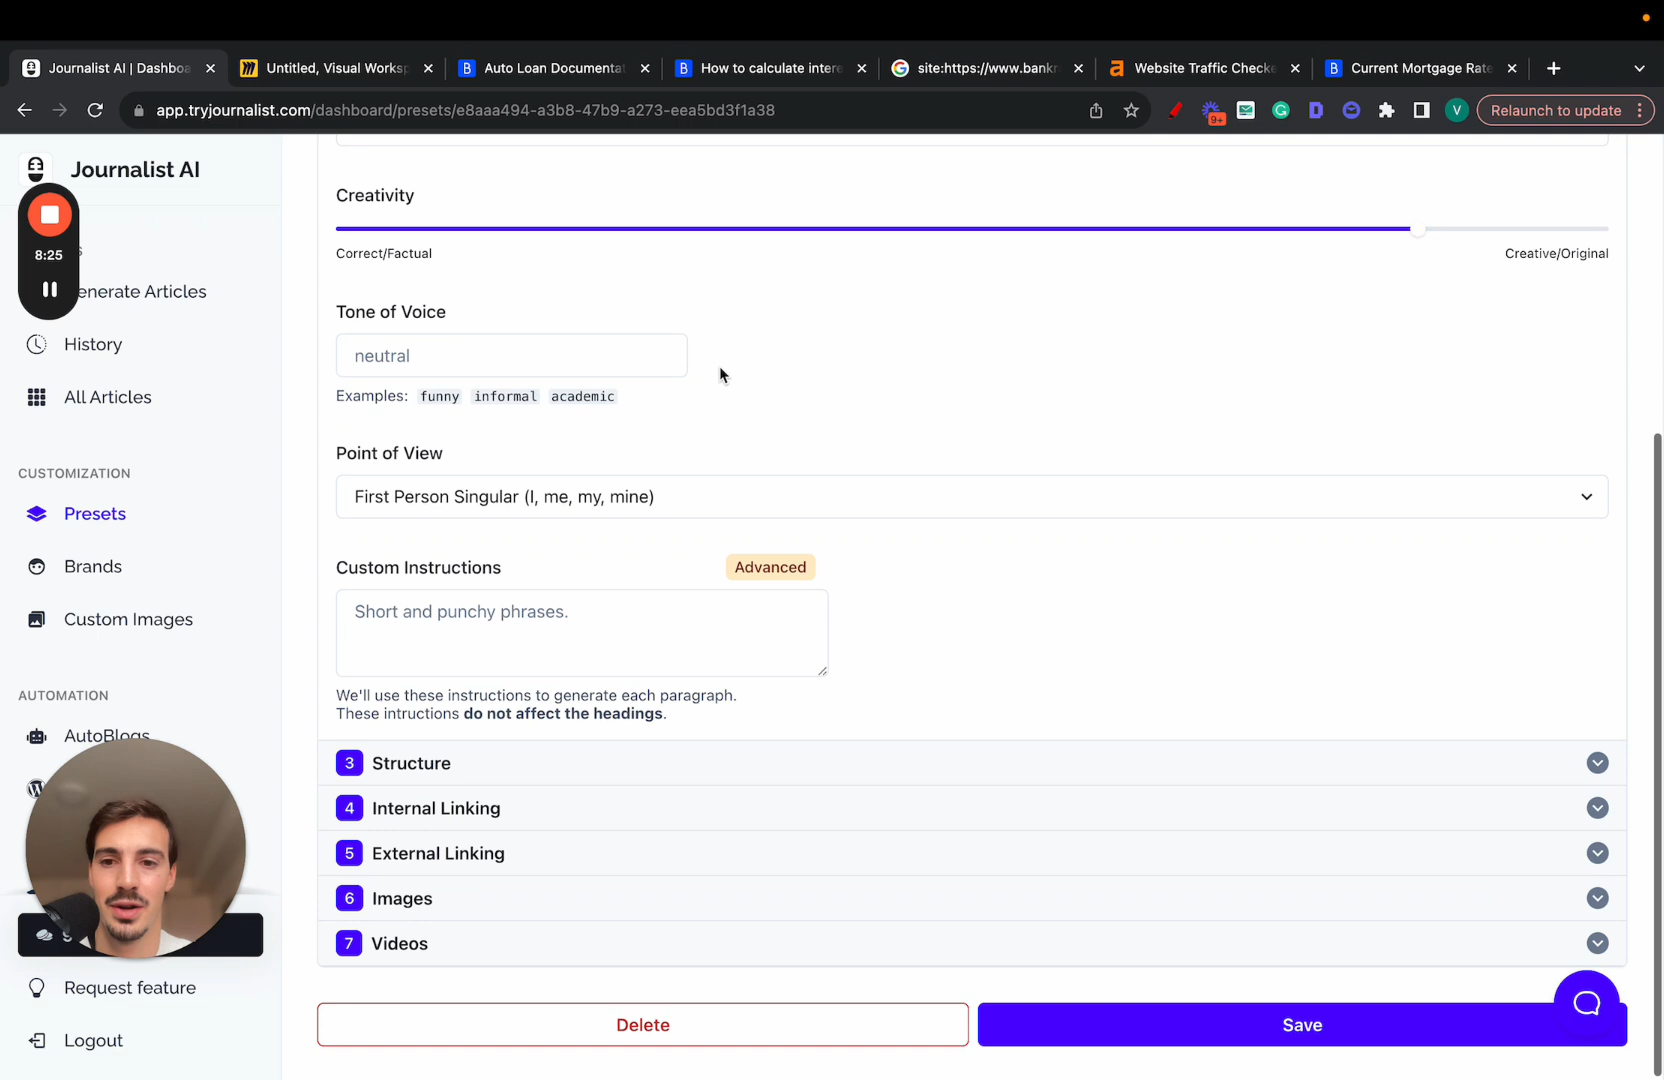 Journalist AI | Dashboa
Untitled, Visual Worksp
Auto Loan Documentat
How to calculate intere
site:https://www.bankr
Website Traffic Checke
Current Mortgage Rate
app.tryjournalist.com/dashboard/presets/e8aaa494-a3b8-47b9-a273-eea5bd3f1a38
9+
V
Relaunch to update
Journalist AI
8:25
enerate Articles
History
All Articles
CUSTOMIZATION
Presets
Brands
Custom Images
AUTOMATION
AutoBlogs
Request feature
Logout
Creativity
Correct/Factual
Creative/Original
Tone of Voice
neutral
Examples: funny informal academic
Point of View
First Person Singular (I, me, my, mine)
Custom Instructions
Advanced
Short and punchy phrases.
We'll use these instructions to generate each paragraph.
These intructions do not affect the headings.
3 Structure
4 Internal Linking
5 External Linking
6 Images
7 Videos
Delete
Save